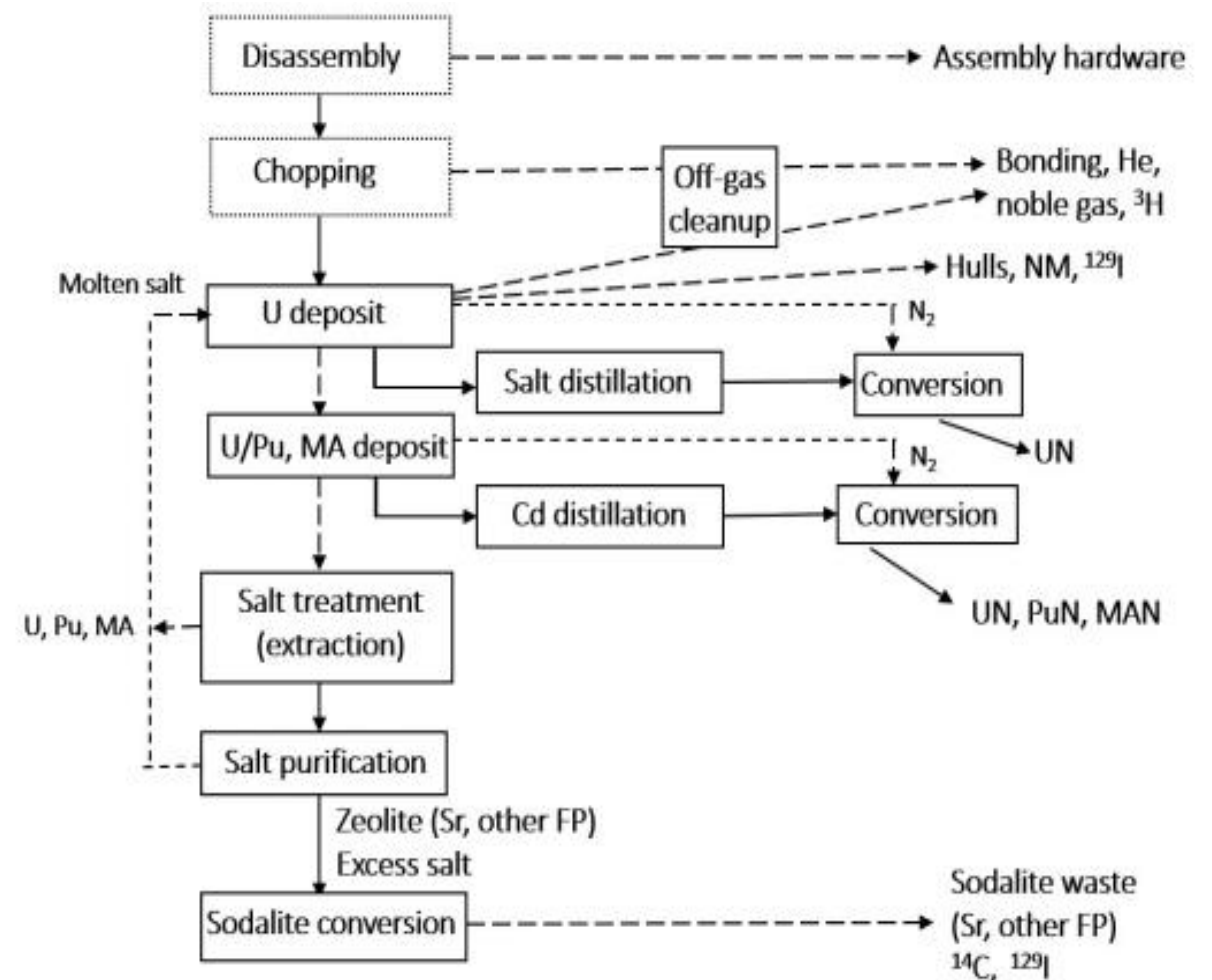 Disassembly
Assembly hardware
Chopping
Off-gas
cleanup
Bonding, He,
noble gas, ³H
Molten salt
Hulls, NM, ¹²⁹I
U deposit
N₂
Salt distillation
Conversion
UN
U/Pu, MA deposit
N₂
Cd distillation
Conversion
UN, PuN, MAN
Salt treatment
(extraction)
U, Pu, MA
Salt purification
Zeolite (Sr, other FP)
Excess salt
Sodalite conversion
Sodalite waste
(Sr, other FP)
¹⁴C, ¹²⁹I